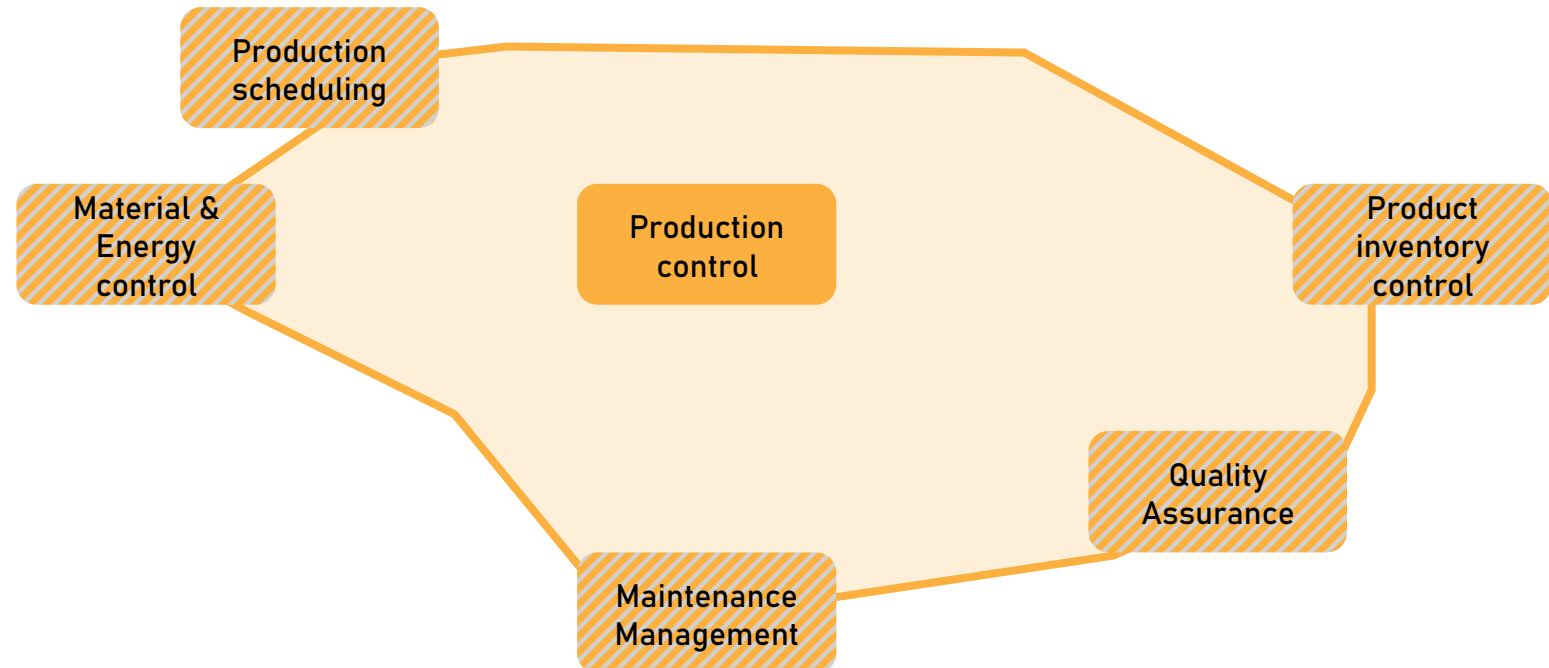 Production
scheduling
Material &
Energy
control
Production
control
Product
inventory
control
Quality
Assurance
Maintenance
Management